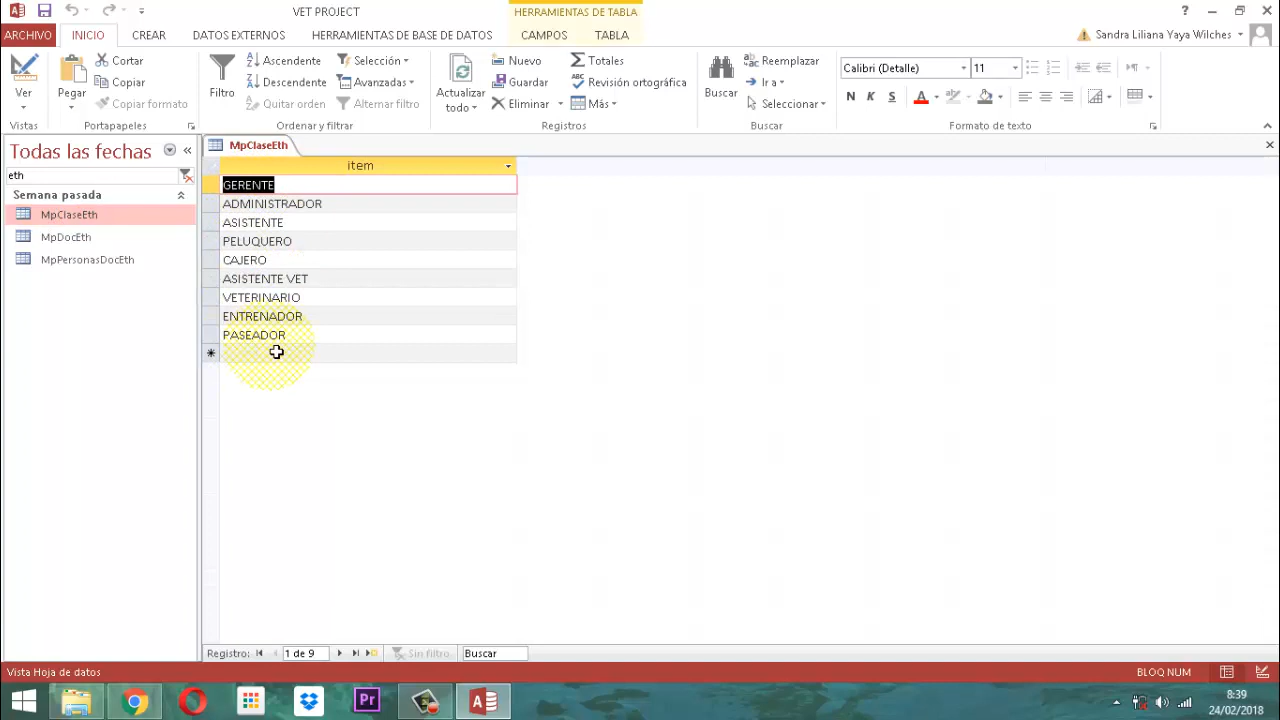 VET PROJECT
HERRAMIENTAS DE TABLA
?
ARCHIVO INICIO CREAR DATOS EXTERNOS HERRAMIENTAS DE BASE DE DATOS CAMPOS TABLA
Sandra Liliana Yaya Wilches
Ver
Vistas
Pegar
Cortar
Copiar
Copiar formato
Portapapeles
Filtro
Ascendente
Descendente
Quitar orden
Selección
Avanzadas
Alternar filtro
Ordenar y filtrar
Actualizar
todo
Nuevo
Guardar
Eliminar
Totales
Revisión ortográfica
Más
Registros
Buscar
Reemplazar
Ir a
Seleccionar
Buscar
Calibri (Detalle) 11
N K S
Formato de texto
Todas las fechas
eth
Semana pasada
MpClaseEth
MpDocEth
MpPersonasDocEth
MpClaseEth
item
GERENTE
ADMINISTRADOR
ASISTENTE
PELUQUERO
CAJERO
ASISTENTE VET
VETERINARIO
ENTRENADOR
PASEADOR
Registro: 1 de 9 Sin filtro Buscar
Vista Hoja de datos
BLOQ NUM
Pr
8:39
24/02/2018